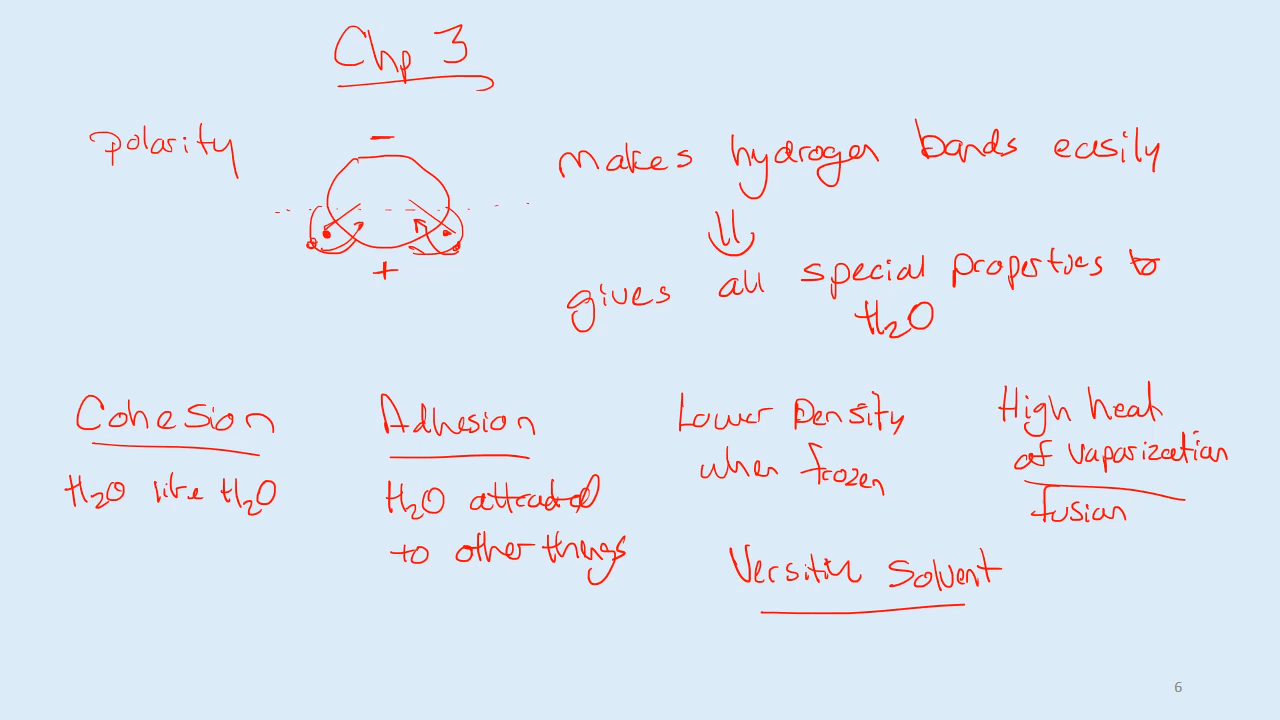 Chp 3
polarity
-
+
makes hydrogen bonds easily
gives all special properties to
H2O
Cohesion
H2O like H2O
Adhesion
H2O attracted
to other things
Lower Density
when frozen
High heat
of vaporization
fusion
Versitile Solvent
6